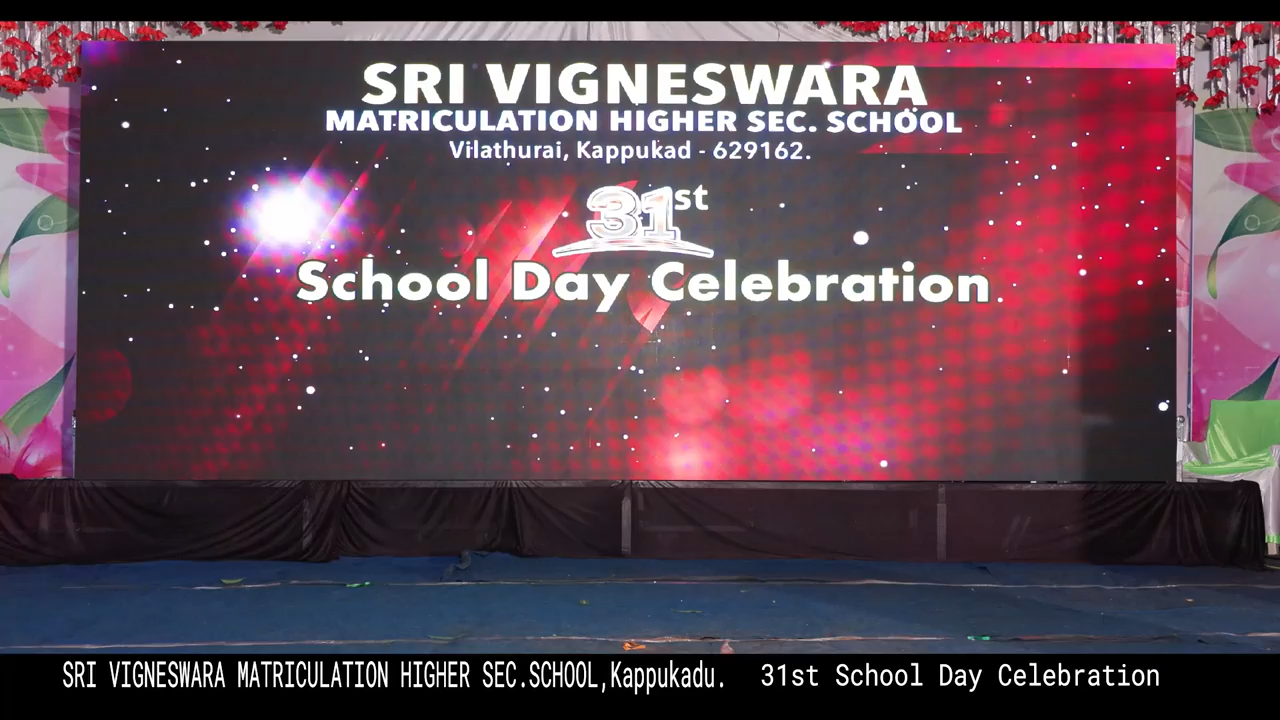 SRI VIGNESWARA
MATRICULATION HIGHER SEC. SCHOOL
Vilathurai, Kappukad - 629162.
31st
School Day Celebration
SRI VIGNESWARA MATRICULATION HIGHER SEC.SCHOOL,Kappukadu. 31st School Day Celebration